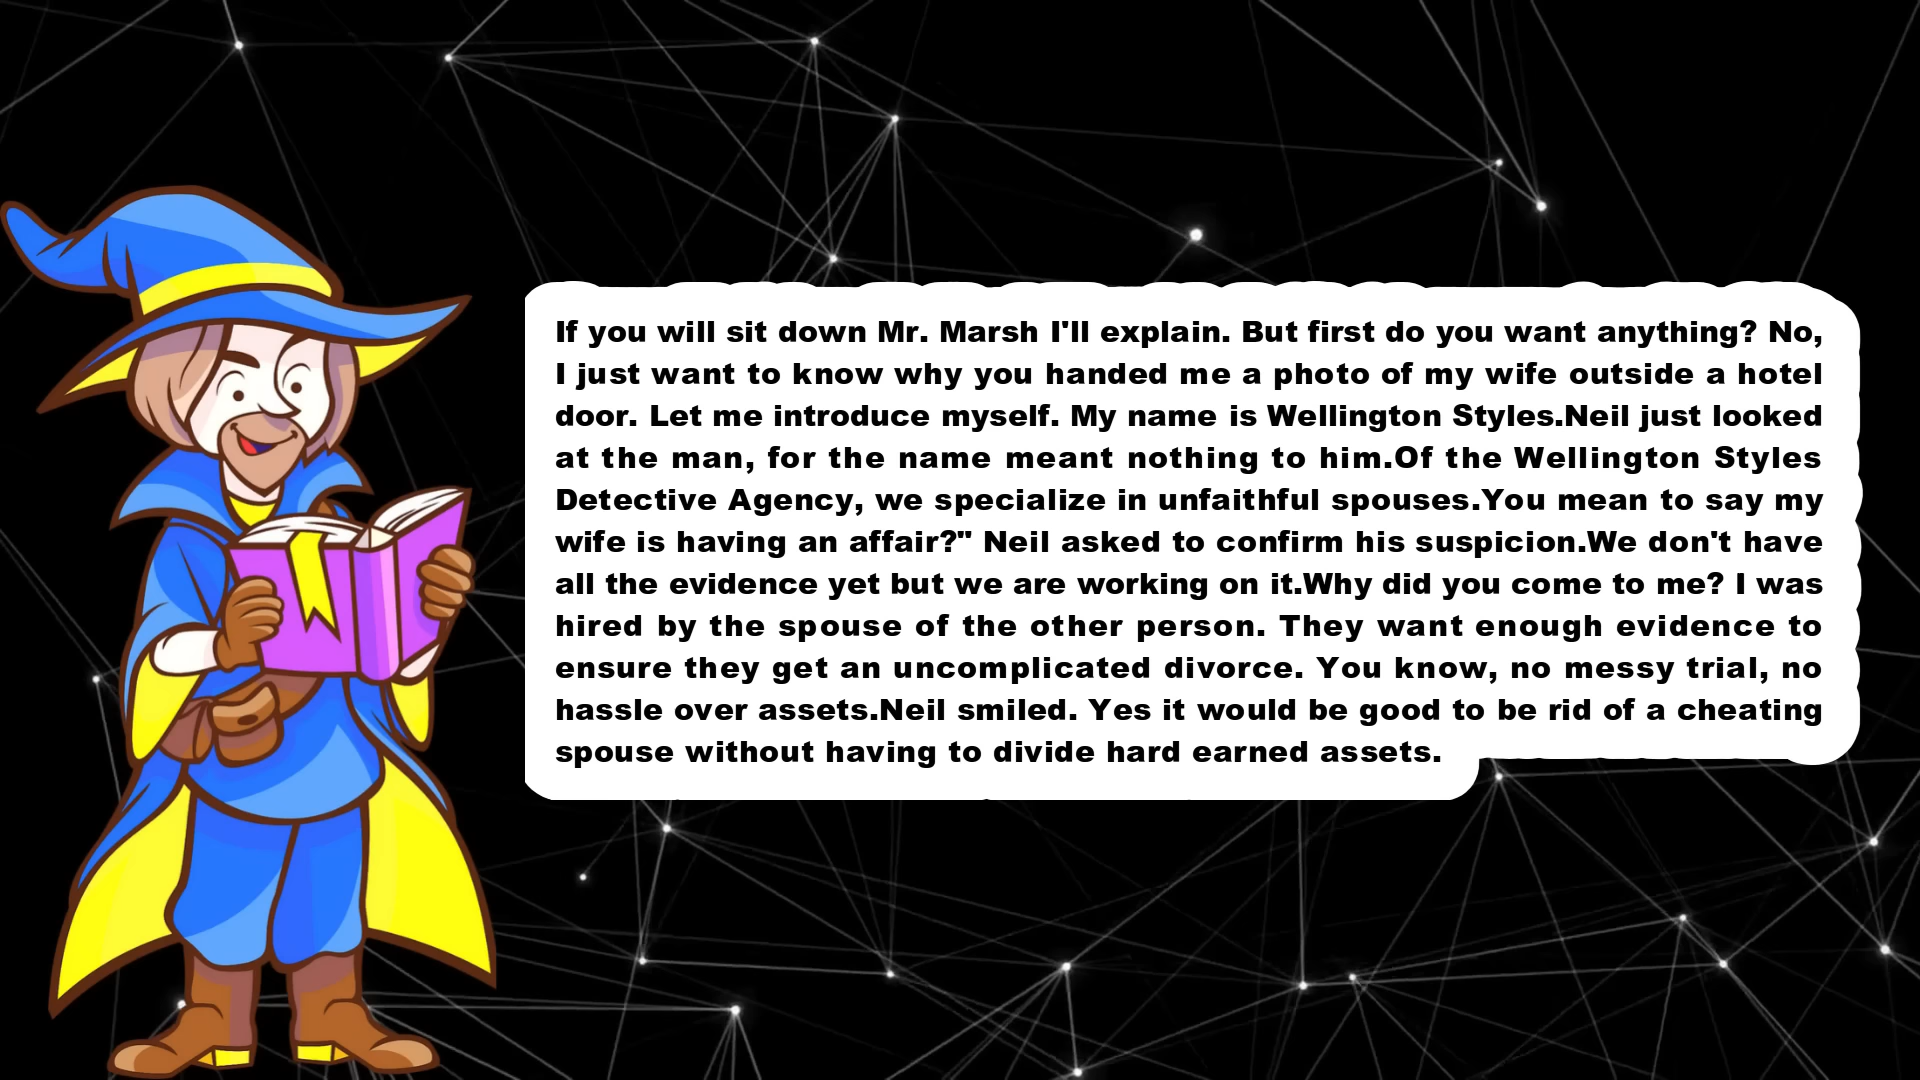 If you will sit down Mr. Marsh I'll explain. But first do you want anything? No,
I just want to know why you handed me a photo of my wife outside a hotel
door. Let me introduce myself. My name is Wellington Styles.Neil just looked
at the man, for the name meant nothing to him.Of the Wellington Styles
Detective Agency, we specialize in unfaithful spouses.You mean to say my
wife is having an affair?" Neil asked to confirm his suspicion.We don't have
all the evidence yet but we are working on it.Why did you come to me? I was
hired by the spouse of the other person. They want enough evidence to
ensure they get an uncomplicated divorce. You know, no messy trial, no
hassle over assets.Neil smiled. Yes it would be good to be rid of a cheating
spouse without having to divide hard earned assets.